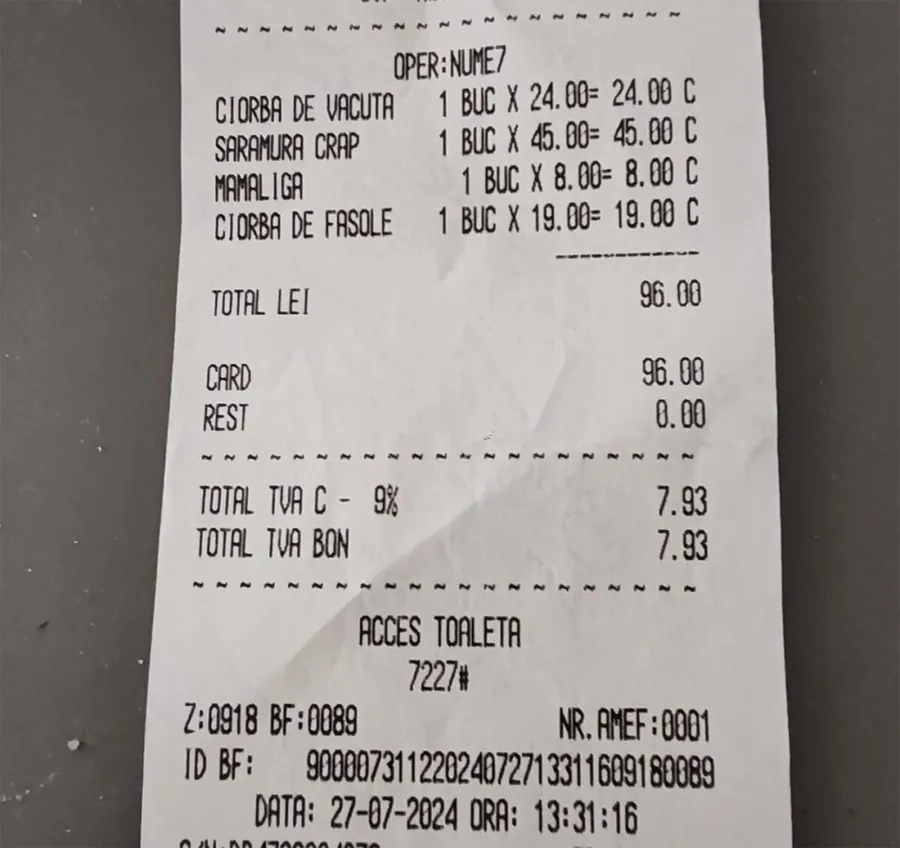 ~ ~ ~ ~ ~ ~ ~ ~ ~ ~ ~ ~ ~ ~ ~ ~ ~ ~ ~ ~
OPER:NUME7
CIORBA DE VACUTA 1 BUC X 24.00= 24.00 C
SARAMURA CRAP 1 BUC X 45.00= 45.00 C
MAMALIGA 1 BUC X 8.00= 8.00 C
CIORBA DE FASOLE 1 BUC X 19.00= 19.00 C
------------
TOTAL LEI 96.00
CARD 96.00
REST 0.00
~ ~ ~ ~ ~ ~ ~ ~ ~ ~ ~ ~ ~ ~ ~ ~ ~ ~ ~ ~
TOTAL TVA C - 9% 7.93
TOTAL TVA BON 7.93
~ ~ ~ ~ ~ ~ ~ ~ ~ ~ ~ ~ ~ ~ ~ ~ ~ ~ ~ ~
ACCES TOALETA
7227#
Z:0918 BF:0089 NR.AMEF:0001
ID BF: 90000731122024072713311609180089
DATA: 27-07-2024 ORA: 13:31:16